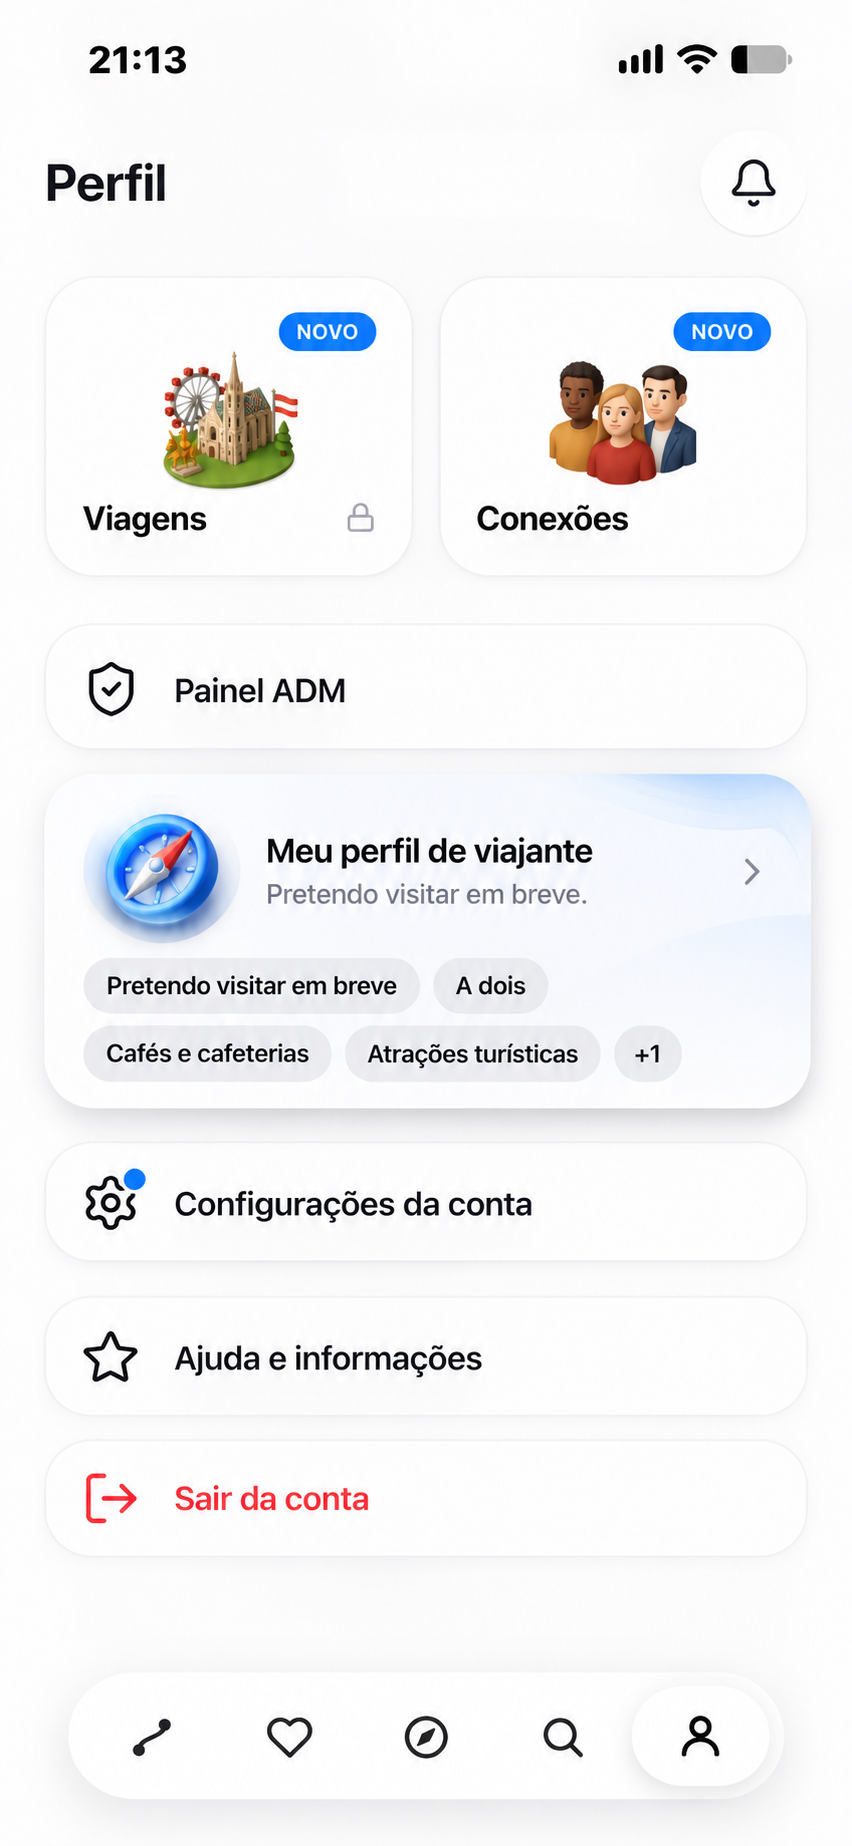 21:13
Perfil
NOVO
NOVO
Viagens
Conexões
Painel ADM
Meu perfil de viajante
Pretendo visitar em breve.
Pretendo visitar em breve
A dois
Cafés e cafeterias
Atrações turísticas
+1
Configurações da conta
Ajuda e informações
Sair da conta